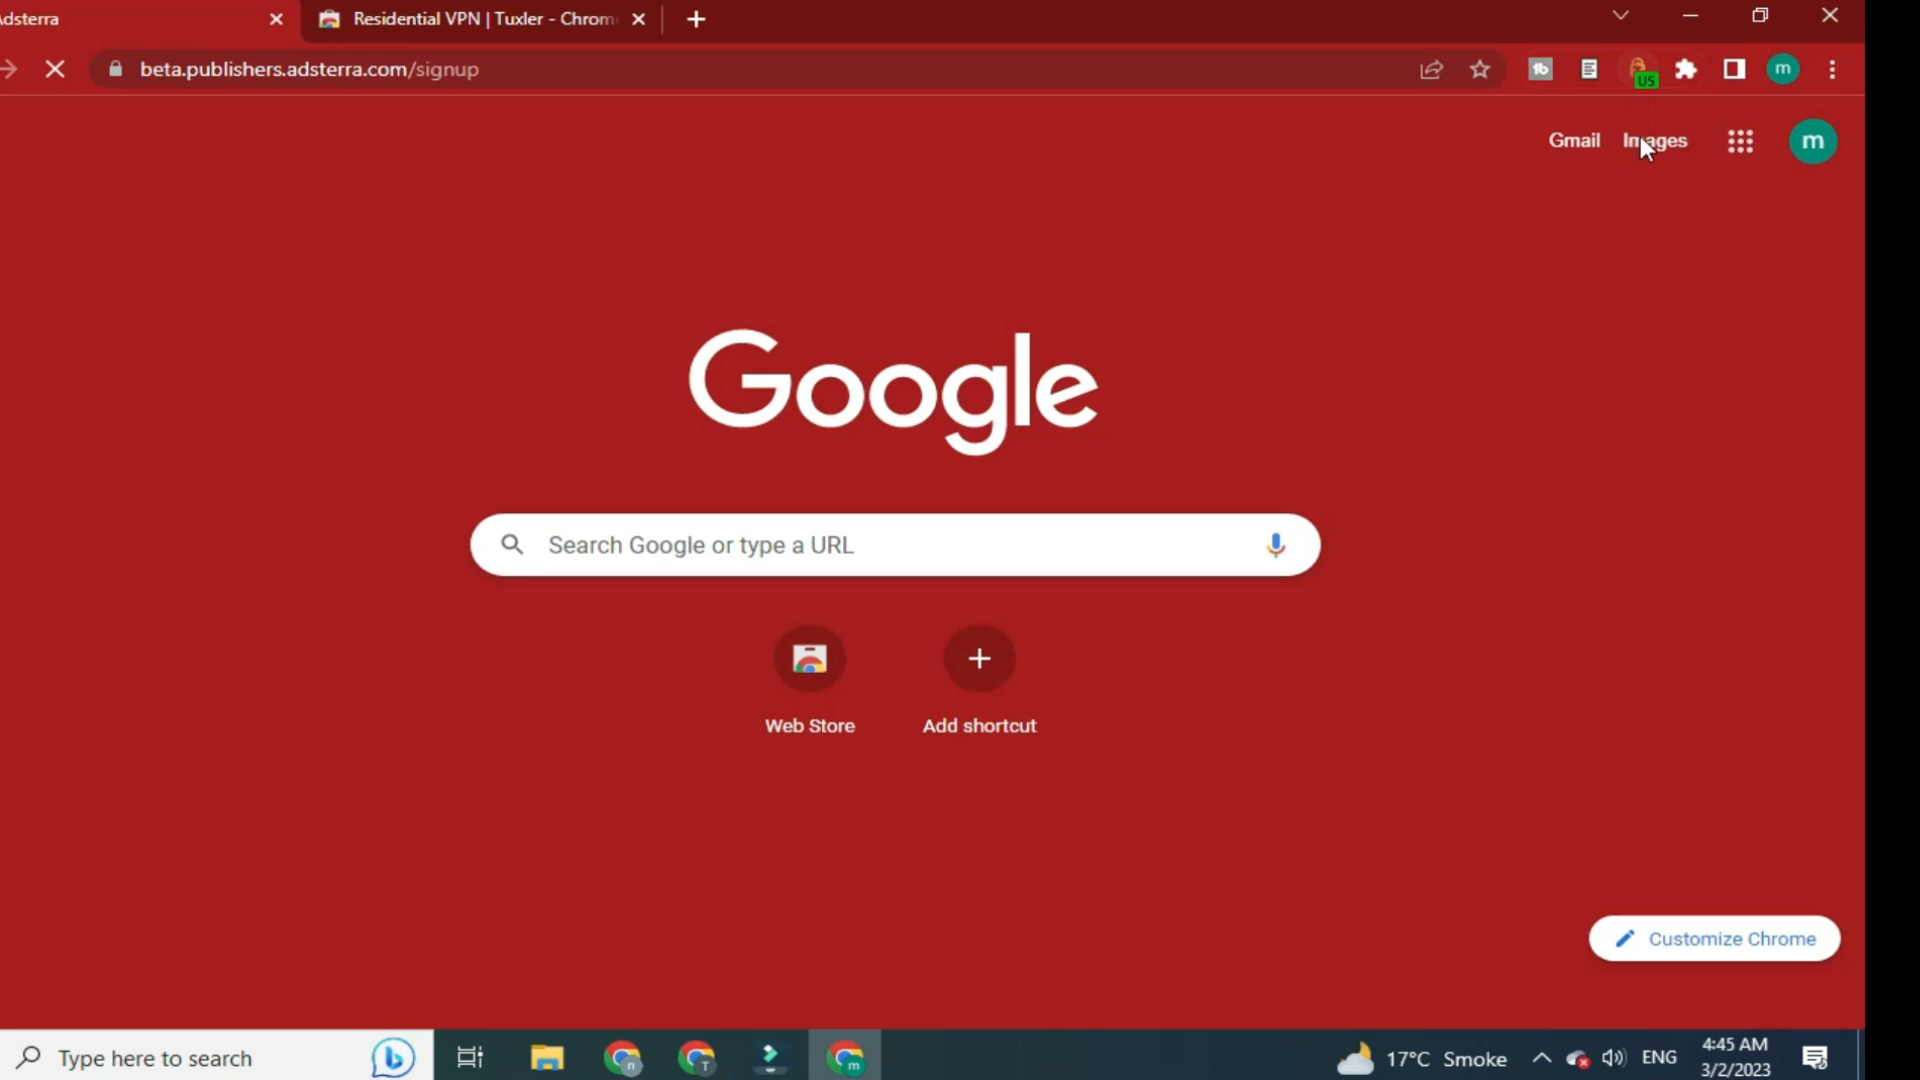 dsterra
Residential VPN | Tuxler - Chrom
beta.publishers.adsterra.com/signup
tb
US
m
Gmail
Images
m
Google
Search Google or type a URL
Web Store
Add shortcut
Customize Chrome
Type here to search
b
n
T
m
17°C Smoke
ENG
4:45 AM
3/2/2023